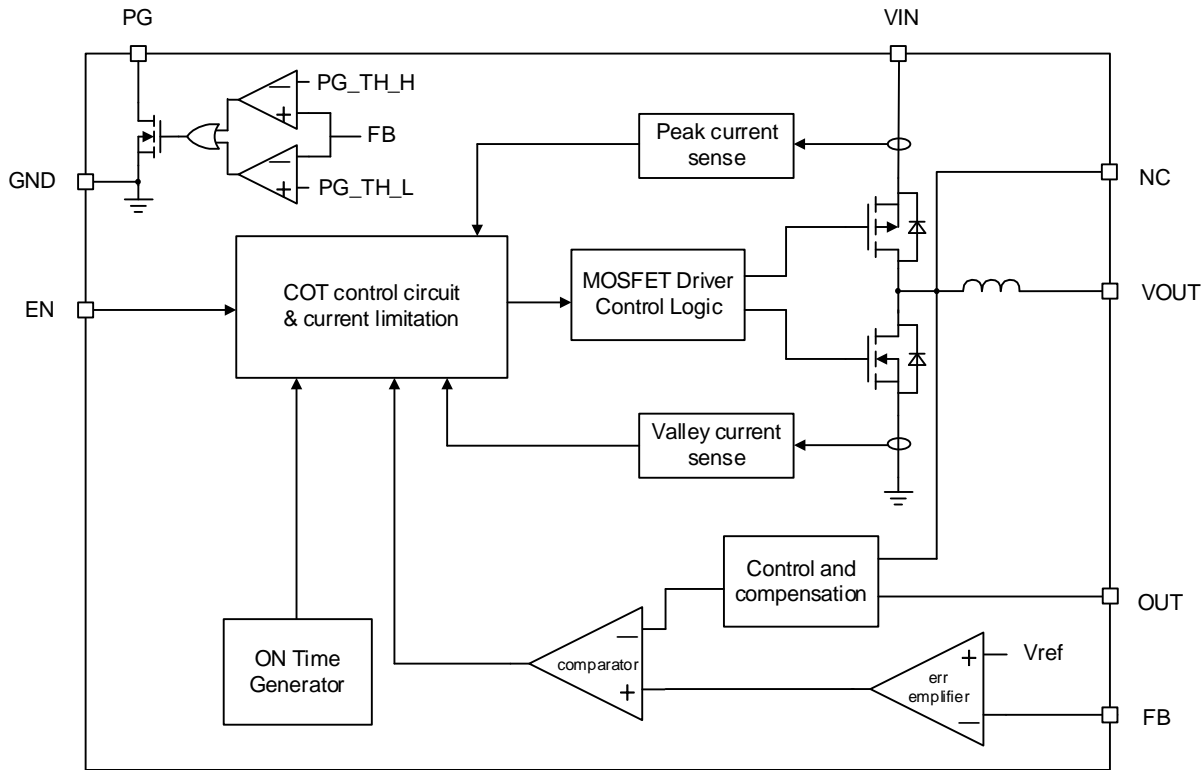 PG
VIN
PG_TH_H
FB
PG_TH_L
GND
Peak current
sense
NC
COT control circuit
& current limitation
MOSFET Driver
Control Logic
EN
VOUT
Valley current
sense
Control and
compensation
OUT
ON Time
Generator
comparator
Vref
err
emplifier
FB